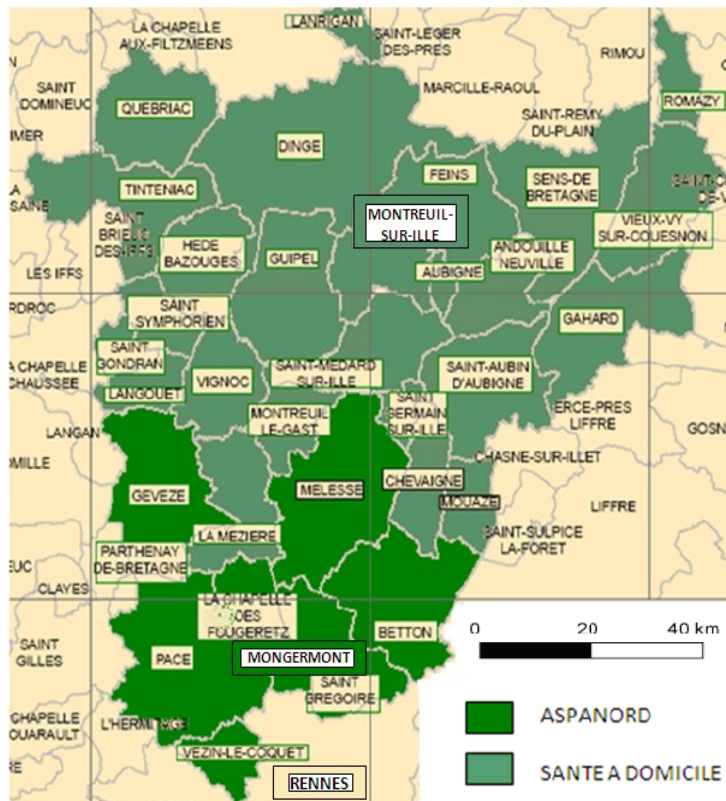 LANRIGAN
LA CHAPELLE
AUX-FILTZMEENS
SAINT-LEGER
DES-PRES
RIMOU
SAINT
DOMINEUC
MARCILLE-RAOUL
QUEBRIAC
ROMAZY
SAINT-REMY
DU-PLAIN
DINGE
FEINS
TINTENIAC
SENS-DE
BRETAGNE
MONTREUIL-
SUR-ILLE
SAINT
BRIEUC
DES-IFFS
VIEUX-VY
SUR-COUESNON
HEDE
BAZOUGES
GUIPEL
ANDOUILLE
NEUVILLE
LES IFFS
AUBIGNE
SAINT
SYMPHORIEN
GAHARD
SAINT
GONDRAN
A CHAPELLE
CHAUSSEE
VIGNOC
SAINT-MEDARD
SUR-ILLE
SAINT-AUBIN
D'AUBIGNE
LANGOUET
SAINT
GERMAIN
SUR-ILLE
MONTREUIL
LE-GAST
ERCE-PRES
LIFFRE
LANGAN
GOSN
CHASNE-SUR-ILLET
GEVEZE
MELESSE
CHEVAIGNE
MOUAZE
LIFFRE
LA MEZIERE
SAINT-SULPICE
LA-FORET
PARTHENAY
DE-BRETAGNE
CLAYES
LA CHAPELLE
DES
FOUGERETZ
BETTON
0 20 40 km
SAINT
GILLES
PACE
MONGERMONT
SAINT
GREGOIRE
CHAPELLE
OUARAULT
L'HERMITAGE
ASPANORD
VEZIN-LE-COQUET
SANTE A DOMICILE
RENNES